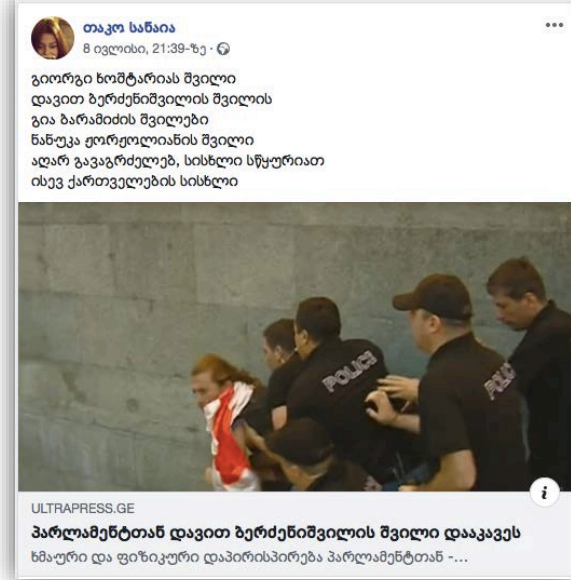 თაკო სანაია
8 ივლისი, 21:39-ზე ·
გიორგი ხოშტარიას შვილი
დავით ბერძენიშვილის შვილის
გია ბარამიძის შვილები
ნანუკა ჟორჟოლიანის შვილი
აღარ გავაგრძელებ, სისხლი სწყურიათ
ისევ ქართველების სისხლი
POLICE
POLIC
i
ULTRAPRESS.GE
პარლამენტთან დავით ბერძენიშვილის შვილი დააკავეს
ხმაური და ფიზიკური დაპირისპირება პარლამენტთან -...